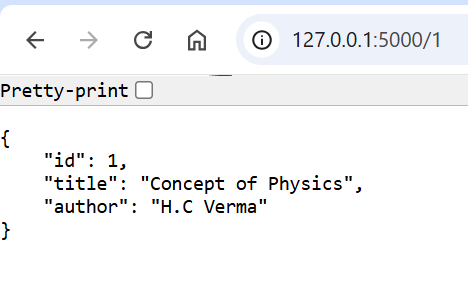 127.0.0.1:5000/1
Pretty-print
{
    "id": 1,
    "title": "Concept of Physics",
    "author": "H.C Verma"
}